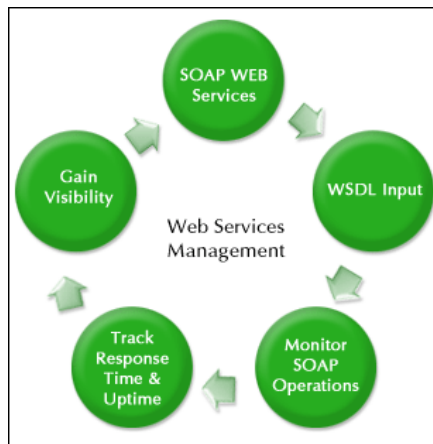 SOAP WEB
Services
WSDL Input
Monitor
SOAP
Operations
Track
Response
Time &
Uptime
Gain
Visibility
Web Services
Management